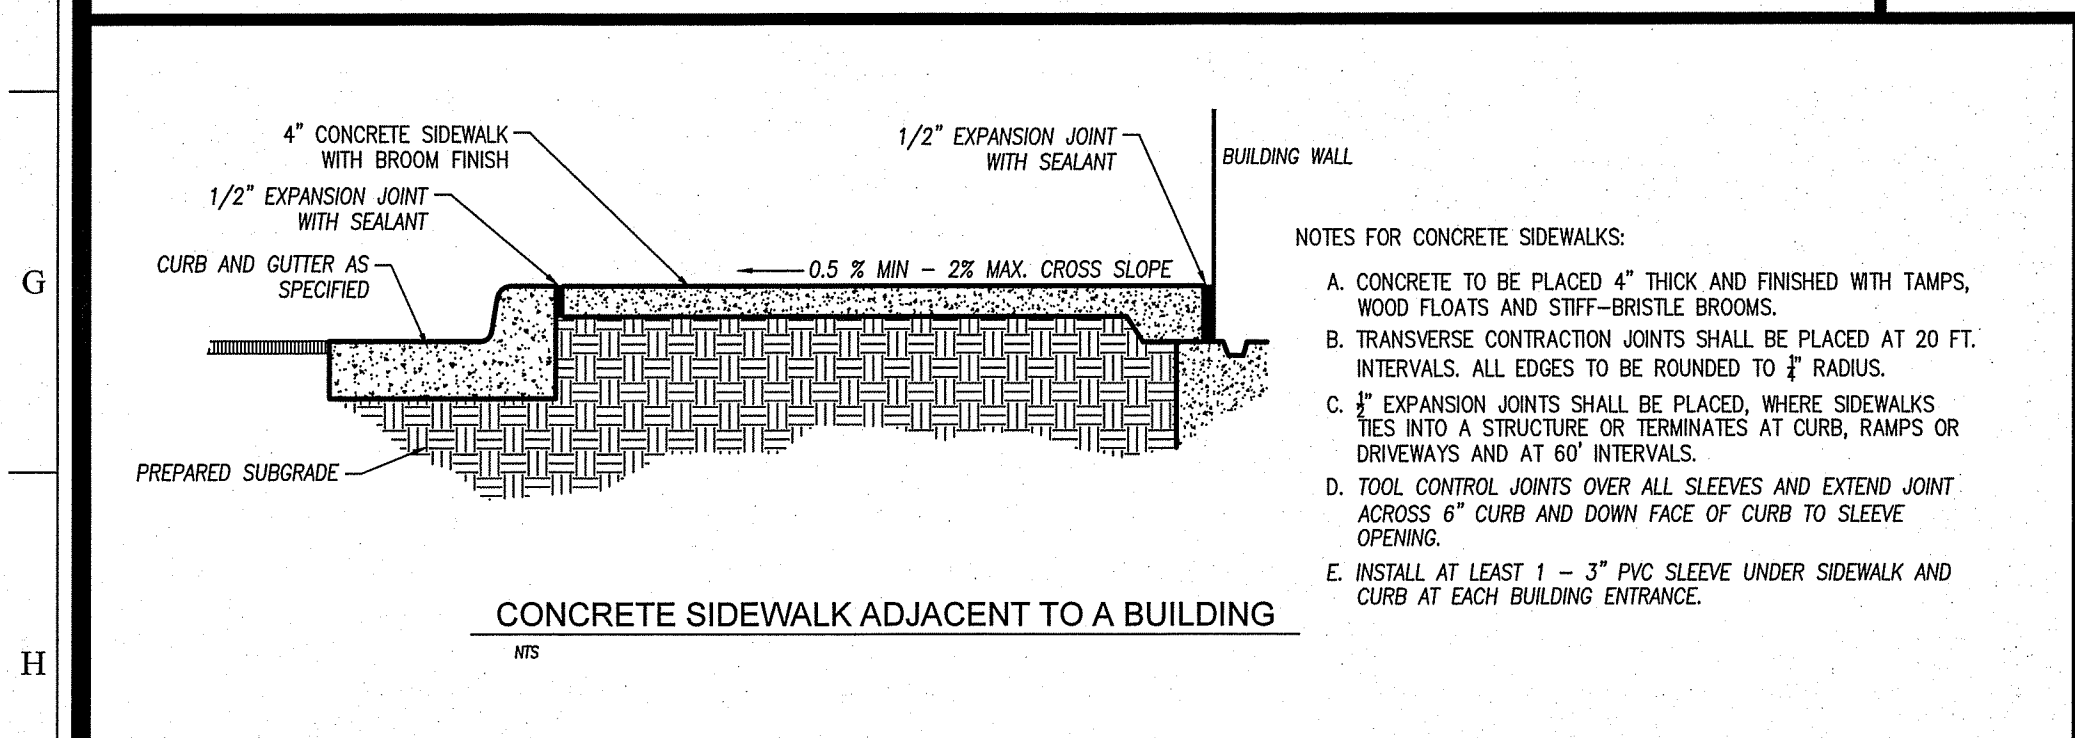 4" CONCRETE SIDEWALK
WITH BROOM FINISH
1/2" EXPANSION JOINT
WITH SEALANT
CURB AND GUTTER AS
SPECIFIED
PREPARED SUBGRADE
1/2" EXPANSION JOINT
WITH SEALANT
BUILDING WALL
0.5 % MIN – 2% MAX. CROSS SLOPE
NOTES FOR CONCRETE SIDEWALKS:
A. CONCRETE TO BE PLACED 4" THICK AND FINISHED WITH TAMPS,
WOOD FLOATS AND STIFF–BRISTLE BROOMS.
B. TRANSVERSE CONTRACTION JOINTS SHALL BE PLACED AT 20 FT.
INTERVALS. ALL EDGES TO BE ROUNDED TO ¼" RADIUS.
C. ½" EXPANSION JOINTS SHALL BE PLACED, WHERE SIDEWALKS
TIES INTO A STRUCTURE OR TERMINATES AT CURB, RAMPS OR
DRIVEWAYS AND AT 60' INTERVALS.
D. TOOL CONTROL JOINTS OVER ALL SLEEVES AND EXTEND JOINT
ACROSS 6" CURB AND DOWN FACE OF CURB TO SLEEVE
OPENING.
E. INSTALL AT LEAST 1 – 3" PVC SLEEVE UNDER SIDEWALK AND
CURB AT EACH BUILDING ENTRANCE.
CONCRETE SIDEWALK ADJACENT TO A BUILDING
NTS
G
H